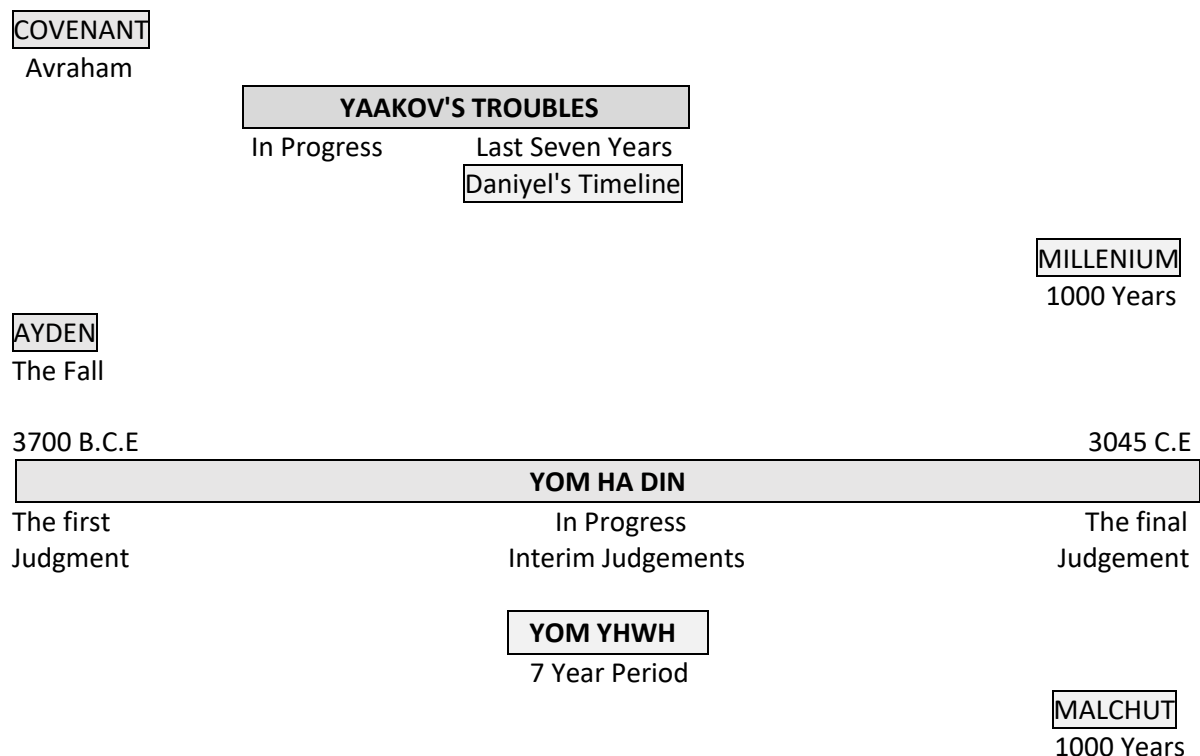 COVENANT
Avraham
YAAKOV'S TROUBLES
In Progress Last Seven Years
Daniyel's Timeline
MILLENIUM
1000 Years
AYDEN
The Fall
3700 B.C.E 3045 C.E
YOM HA DIN
The first In Progress The final
Judgment Interim Judgements Judgement
YOM YHWH
7 Year Period
MALCHUT
1000 Years